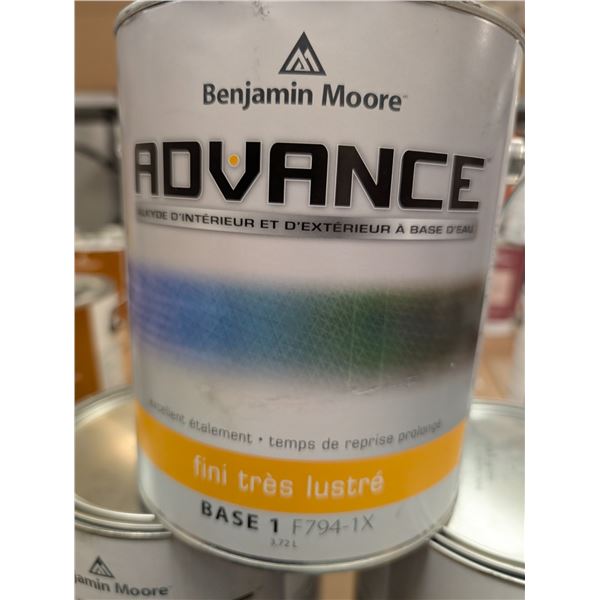 Benjamin Moore
ADVANCE
ALKYDE D'INTÉRIEUR ET D'EXTÉRIEUR À BASE D'EAU
excellent étalement • temps de reprise prolongé
fini très lustré
BASE 1 F794-1X
3,72 L
Benjamin Moore